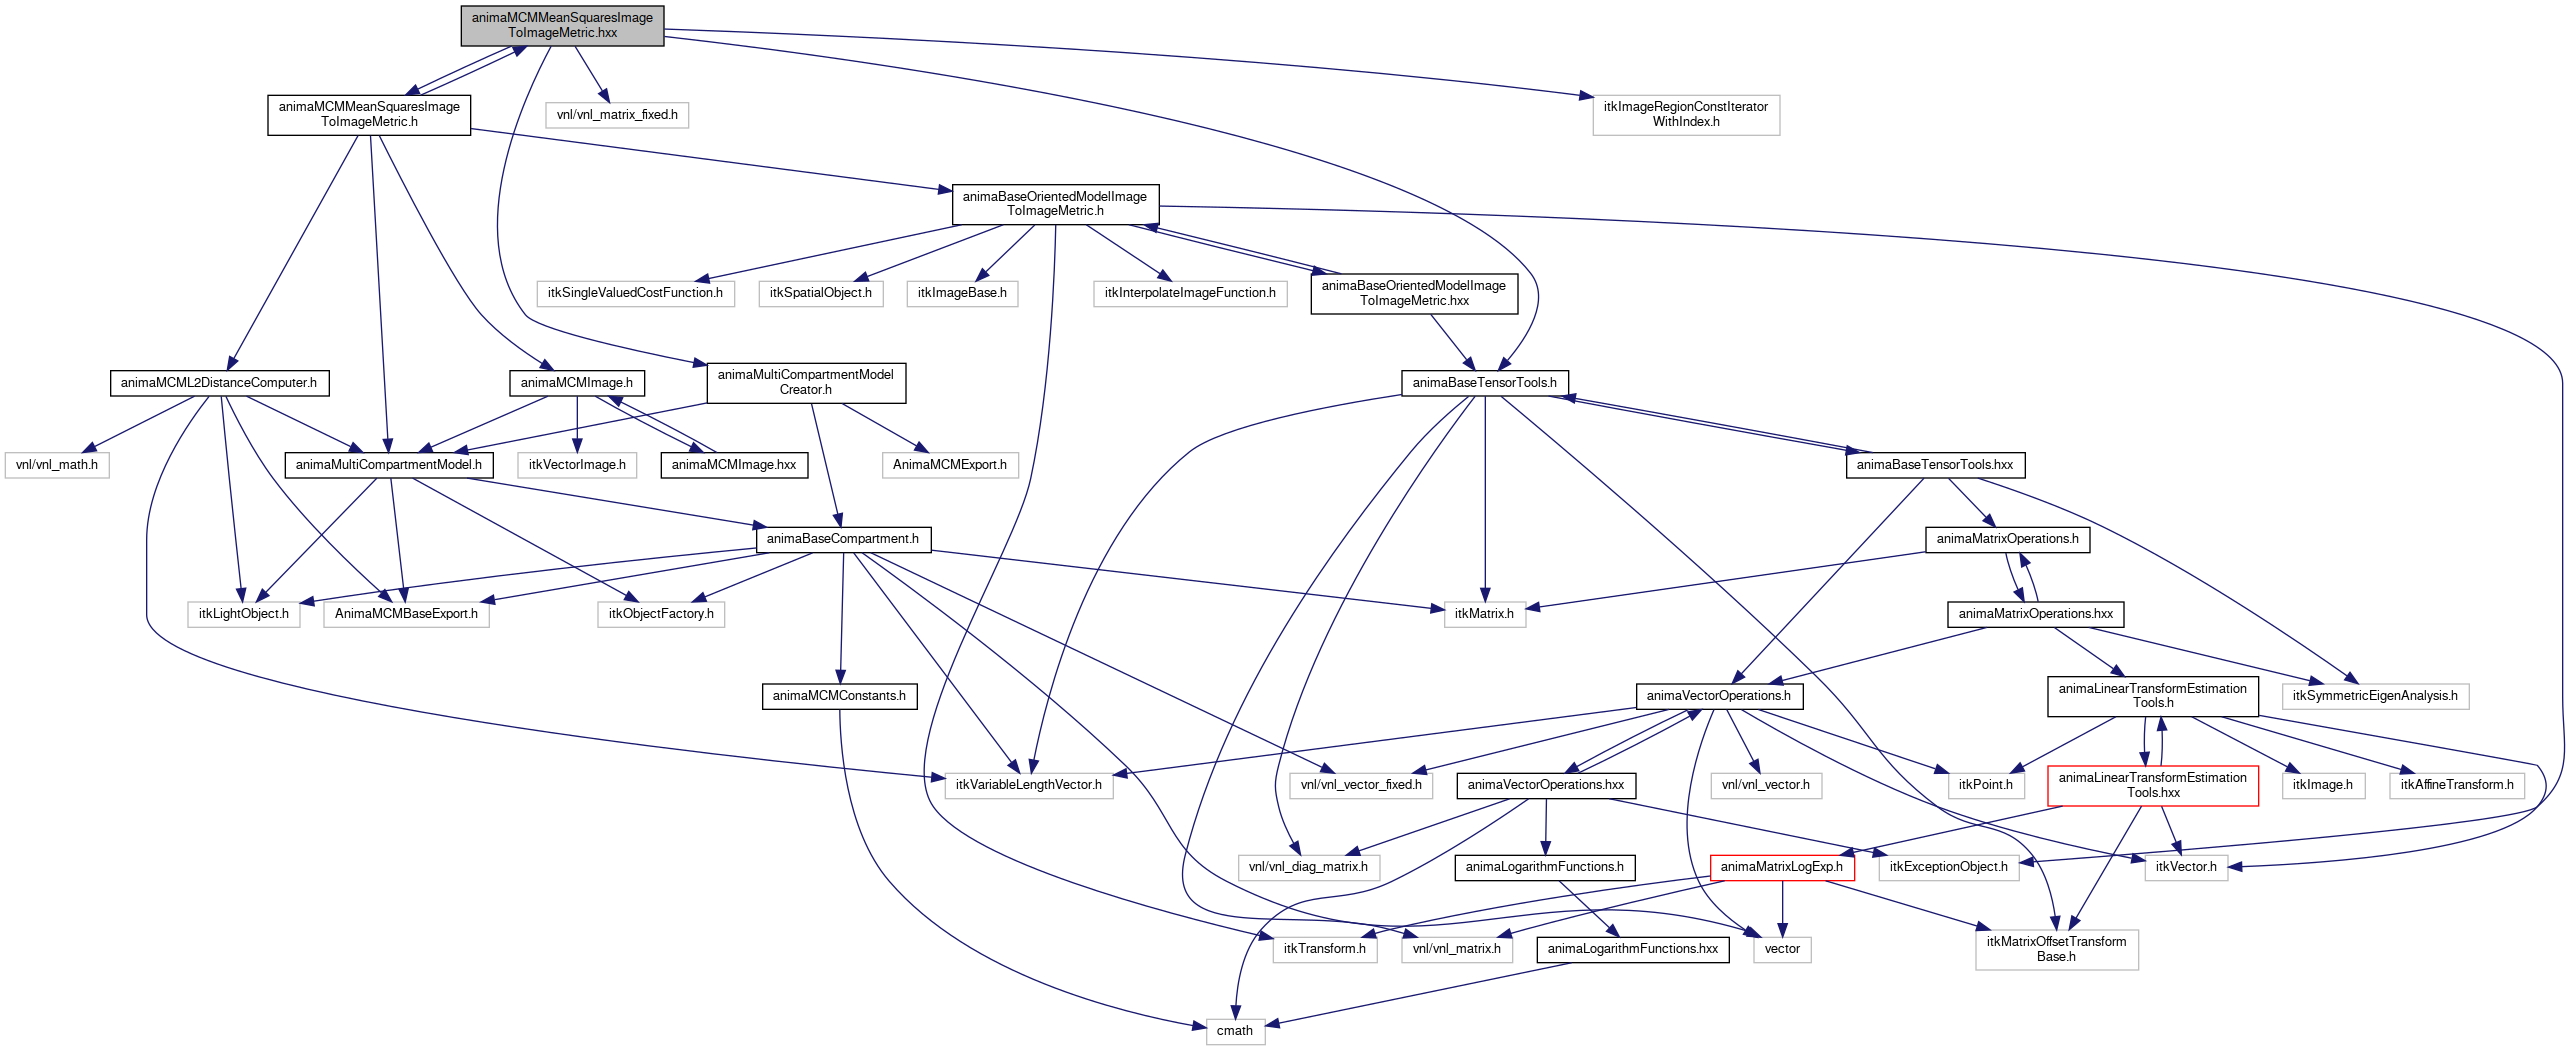 animaMCMMeanSquaresImage
ToImageMetric.hxx
animaMCMMeanSquaresImage
ToImageMetric.h
vnl/vnl_matrix_fixed.h
itkImageRegionConstIterator
WithIndex.h
animaBaseOrientedModelImage
ToImageMetric.h
itkSingleValuedCostFunction.h
itkSpatialObject.h
itkImageBase.h
itkInterpolateImageFunction.h
animaBaseOrientedModelImage
ToImageMetric.hxx
animaMCML2DistanceComputer.h
animaMCMImage.h
animaMultiCompartmentModel
Creator.h
animaBaseTensorTools.h
vnl/vnl_math.h
animaMultiCompartmentModel.h
itkVectorImage.h
animaMCMImage.hxx
AnimaMCMExport.h
animaBaseTensorTools.hxx
animaBaseCompartment.h
animaMatrixOperations.h
itkLightObject.h
AnimaMCMBaseExport.h
itkObjectFactory.h
itkMatrix.h
animaMatrixOperations.hxx
animaMCMConstants.h
animaVectorOperations.h
animaLinearTransformEstimation
Tools.h
itkSymmetricEigenAnalysis.h
itkVariableLengthVector.h
vnl/vnl_vector_fixed.h
animaVectorOperations.hxx
vnl/vnl_vector.h
itkPoint.h
animaLinearTransformEstimation
Tools.hxx
itkImage.h
itkAffineTransform.h
vnl/vnl_diag_matrix.h
animaLogarithmFunctions.h
animaMatrixLogExp.h
itkExceptionObject.h
itkVector.h
itkTransform.h
vnl/vnl_matrix.h
animaLogarithmFunctions.hxx
vector
itkMatrixOffsetTransform
Base.h
cmath